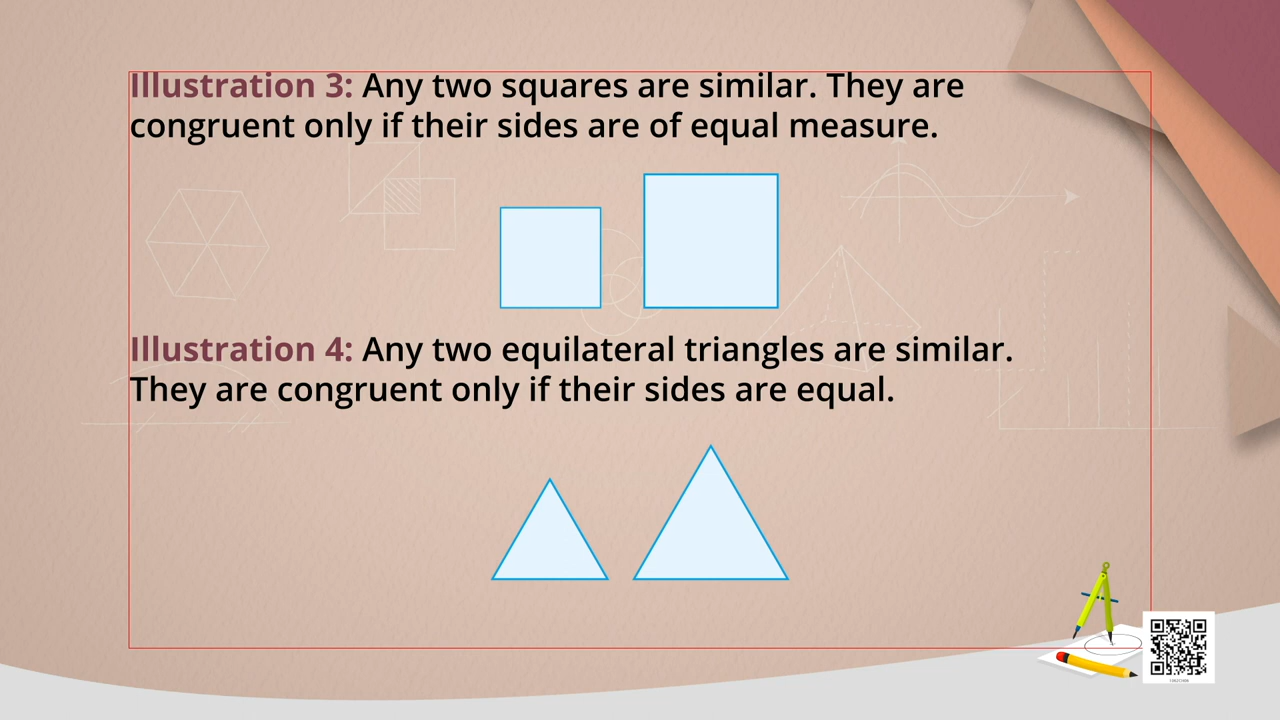 Illustration 3: Any two squares are similar. They are
congruent only if their sides are of equal measure.
Illustration 4: Any two equilateral triangles are similar.
They are congruent only if their sides are equal.